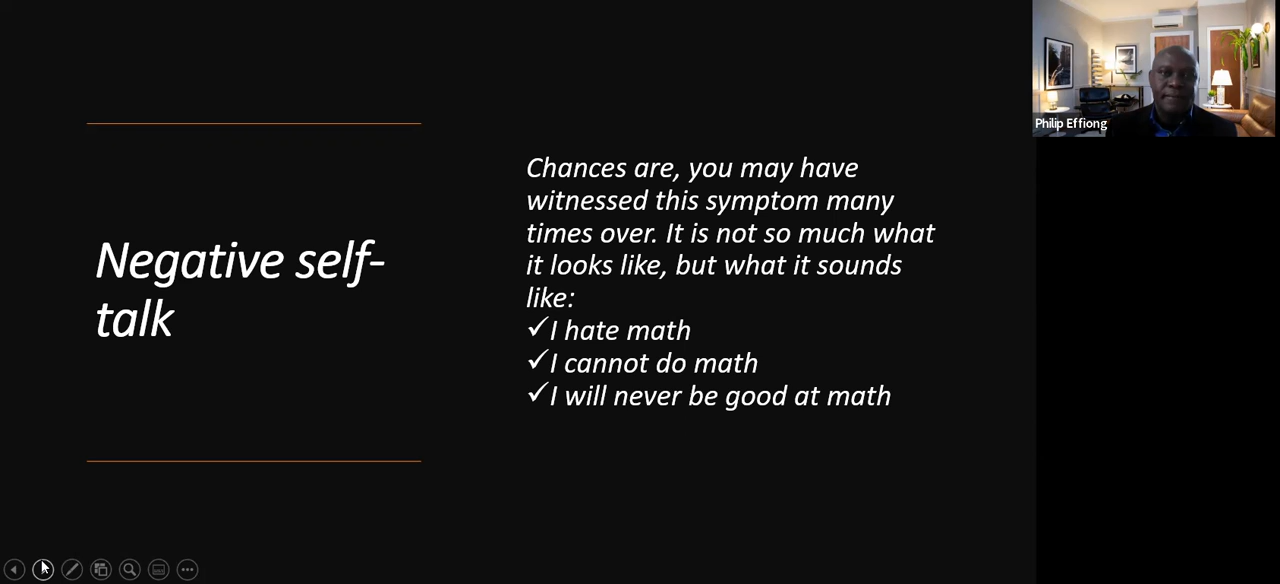 Negative self-
talk
Chances are, you may have
witnessed this symptom many
times over. It is not so much what
it looks like, but what it sounds
like:
✓I hate math
✓I cannot do math
✓I will never be good at math
Philip Effiong